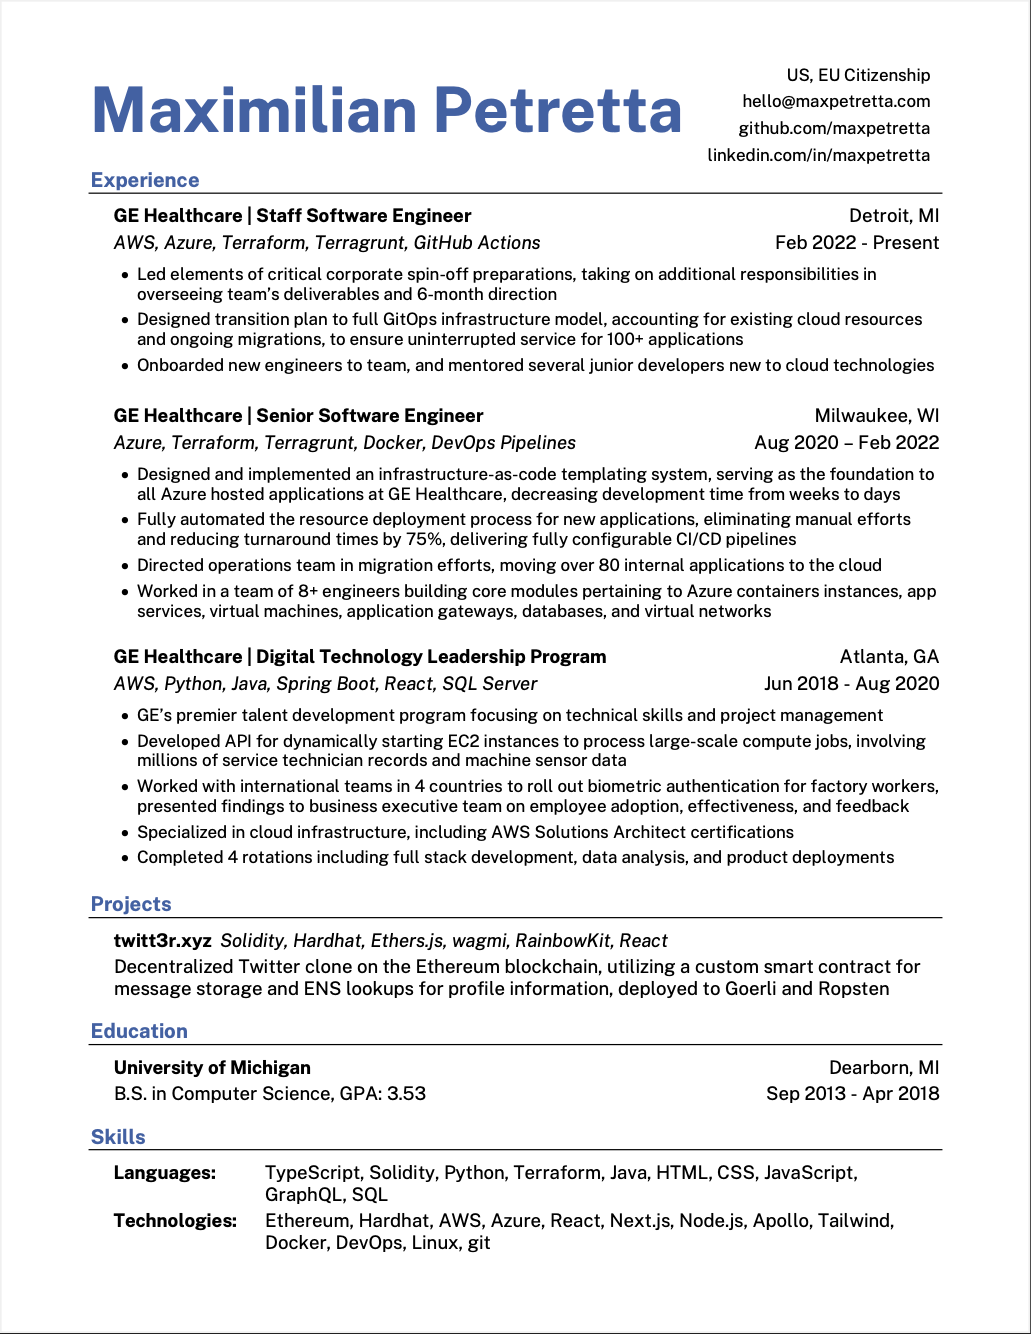 Maximilian Petretta
US, EU Citizenship
hello@maxpetretta.com
github.com/maxpetretta
linkedin.com/in/maxpetretta
Experience
GE Healthcare | Staff Software Engineer Detroit, MI
AWS, Azure, Terraform, Terragrunt, GitHub Actions Feb 2022 - Present
• Led elements of critical corporate spin-off preparations, taking on additional responsibilities in
overseeing team’s deliverables and 6-month direction
• Designed transition plan to full GitOps infrastructure model, accounting for existing cloud resources
and ongoing migrations, to ensure uninterrupted service for 100+ applications
• Onboarded new engineers to team, and mentored several junior developers new to cloud technologies
GE Healthcare | Senior Software Engineer Milwaukee, WI
Azure, Terraform, Terragrunt, Docker, DevOps Pipelines Aug 2020 – Feb 2022
• Designed and implemented an infrastructure-as-code templating system, serving as the foundation to
all Azure hosted applications at GE Healthcare, decreasing development time from weeks to days
• Fully automated the resource deployment process for new applications, eliminating manual efforts
and reducing turnaround times by 75%, delivering fully configurable CI/CD pipelines
• Directed operations team in migration efforts, moving over 80 internal applications to the cloud
• Worked in a team of 8+ engineers building core modules pertaining to Azure containers instances, app
services, virtual machines, application gateways, databases, and virtual networks
GE Healthcare | Digital Technology Leadership Program Atlanta, GA
AWS, Python, Java, Spring Boot, React, SQL Server Jun 2018 - Aug 2020
• GE’s premier talent development program focusing on technical skills and project management
• Developed API for dynamically starting EC2 instances to process large-scale compute jobs, involving
millions of service technician records and machine sensor data
• Worked with international teams in 4 countries to roll out biometric authentication for factory workers,
presented findings to business executive team on employee adoption, effectiveness, and feedback
• Specialized in cloud infrastructure, including AWS Solutions Architect certifications
• Completed 4 rotations including full stack development, data analysis, and product deployments
Projects
twitt3r.xyz Solidity, Hardhat, Ethers.js, wagmi, RainbowKit, React
Decentralized Twitter clone on the Ethereum blockchain, utilizing a custom smart contract for
message storage and ENS lookups for profile information, deployed to Goerli and Ropsten
Education
University of Michigan Dearborn, MI
B.S. in Computer Science, GPA: 3.53 Sep 2013 - Apr 2018
Skills
Languages: TypeScript, Solidity, Python, Terraform, Java, HTML, CSS, JavaScript,
GraphQL, SQL
Technologies: Ethereum, Hardhat, AWS, Azure, React, Next.js, Node.js, Apollo, Tailwind,
Docker, DevOps, Linux, git